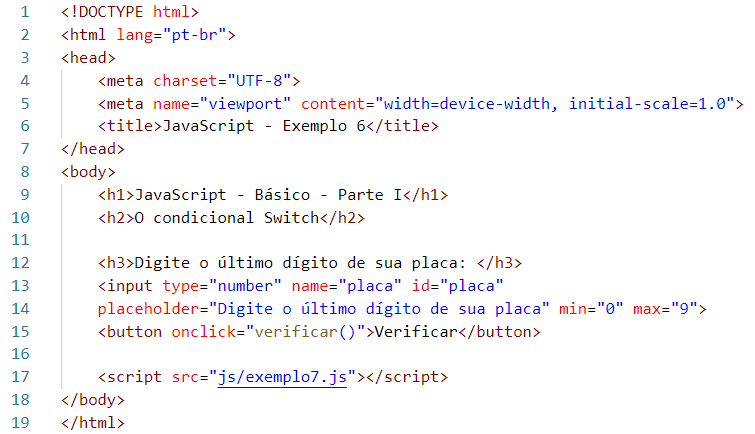 1 <!DOCTYPE html>
2 <html lang="pt-br">
3 <head>
4     <meta charset="UTF-8">
5     <meta name="viewport" content="width=device-width, initial-scale=1.0">
6     <title>JavaScript - Exemplo 6</title>
7 </head>
8 <body>
9     <h1>JavaScript - Básico - Parte I</h1>
10     <h2>O condicional Switch</h2>
11
12     <h3>Digite o último dígito de sua placa: </h3>
13     <input type="number" name="placa" id="placa"
14     placeholder="Digite o último dígito de sua placa" min="0" max="9">
15     <button onclick="verificar()">Verificar</button>
16
17     <script src="js/exemplo7.js"></script>
18 </body>
19 </html>